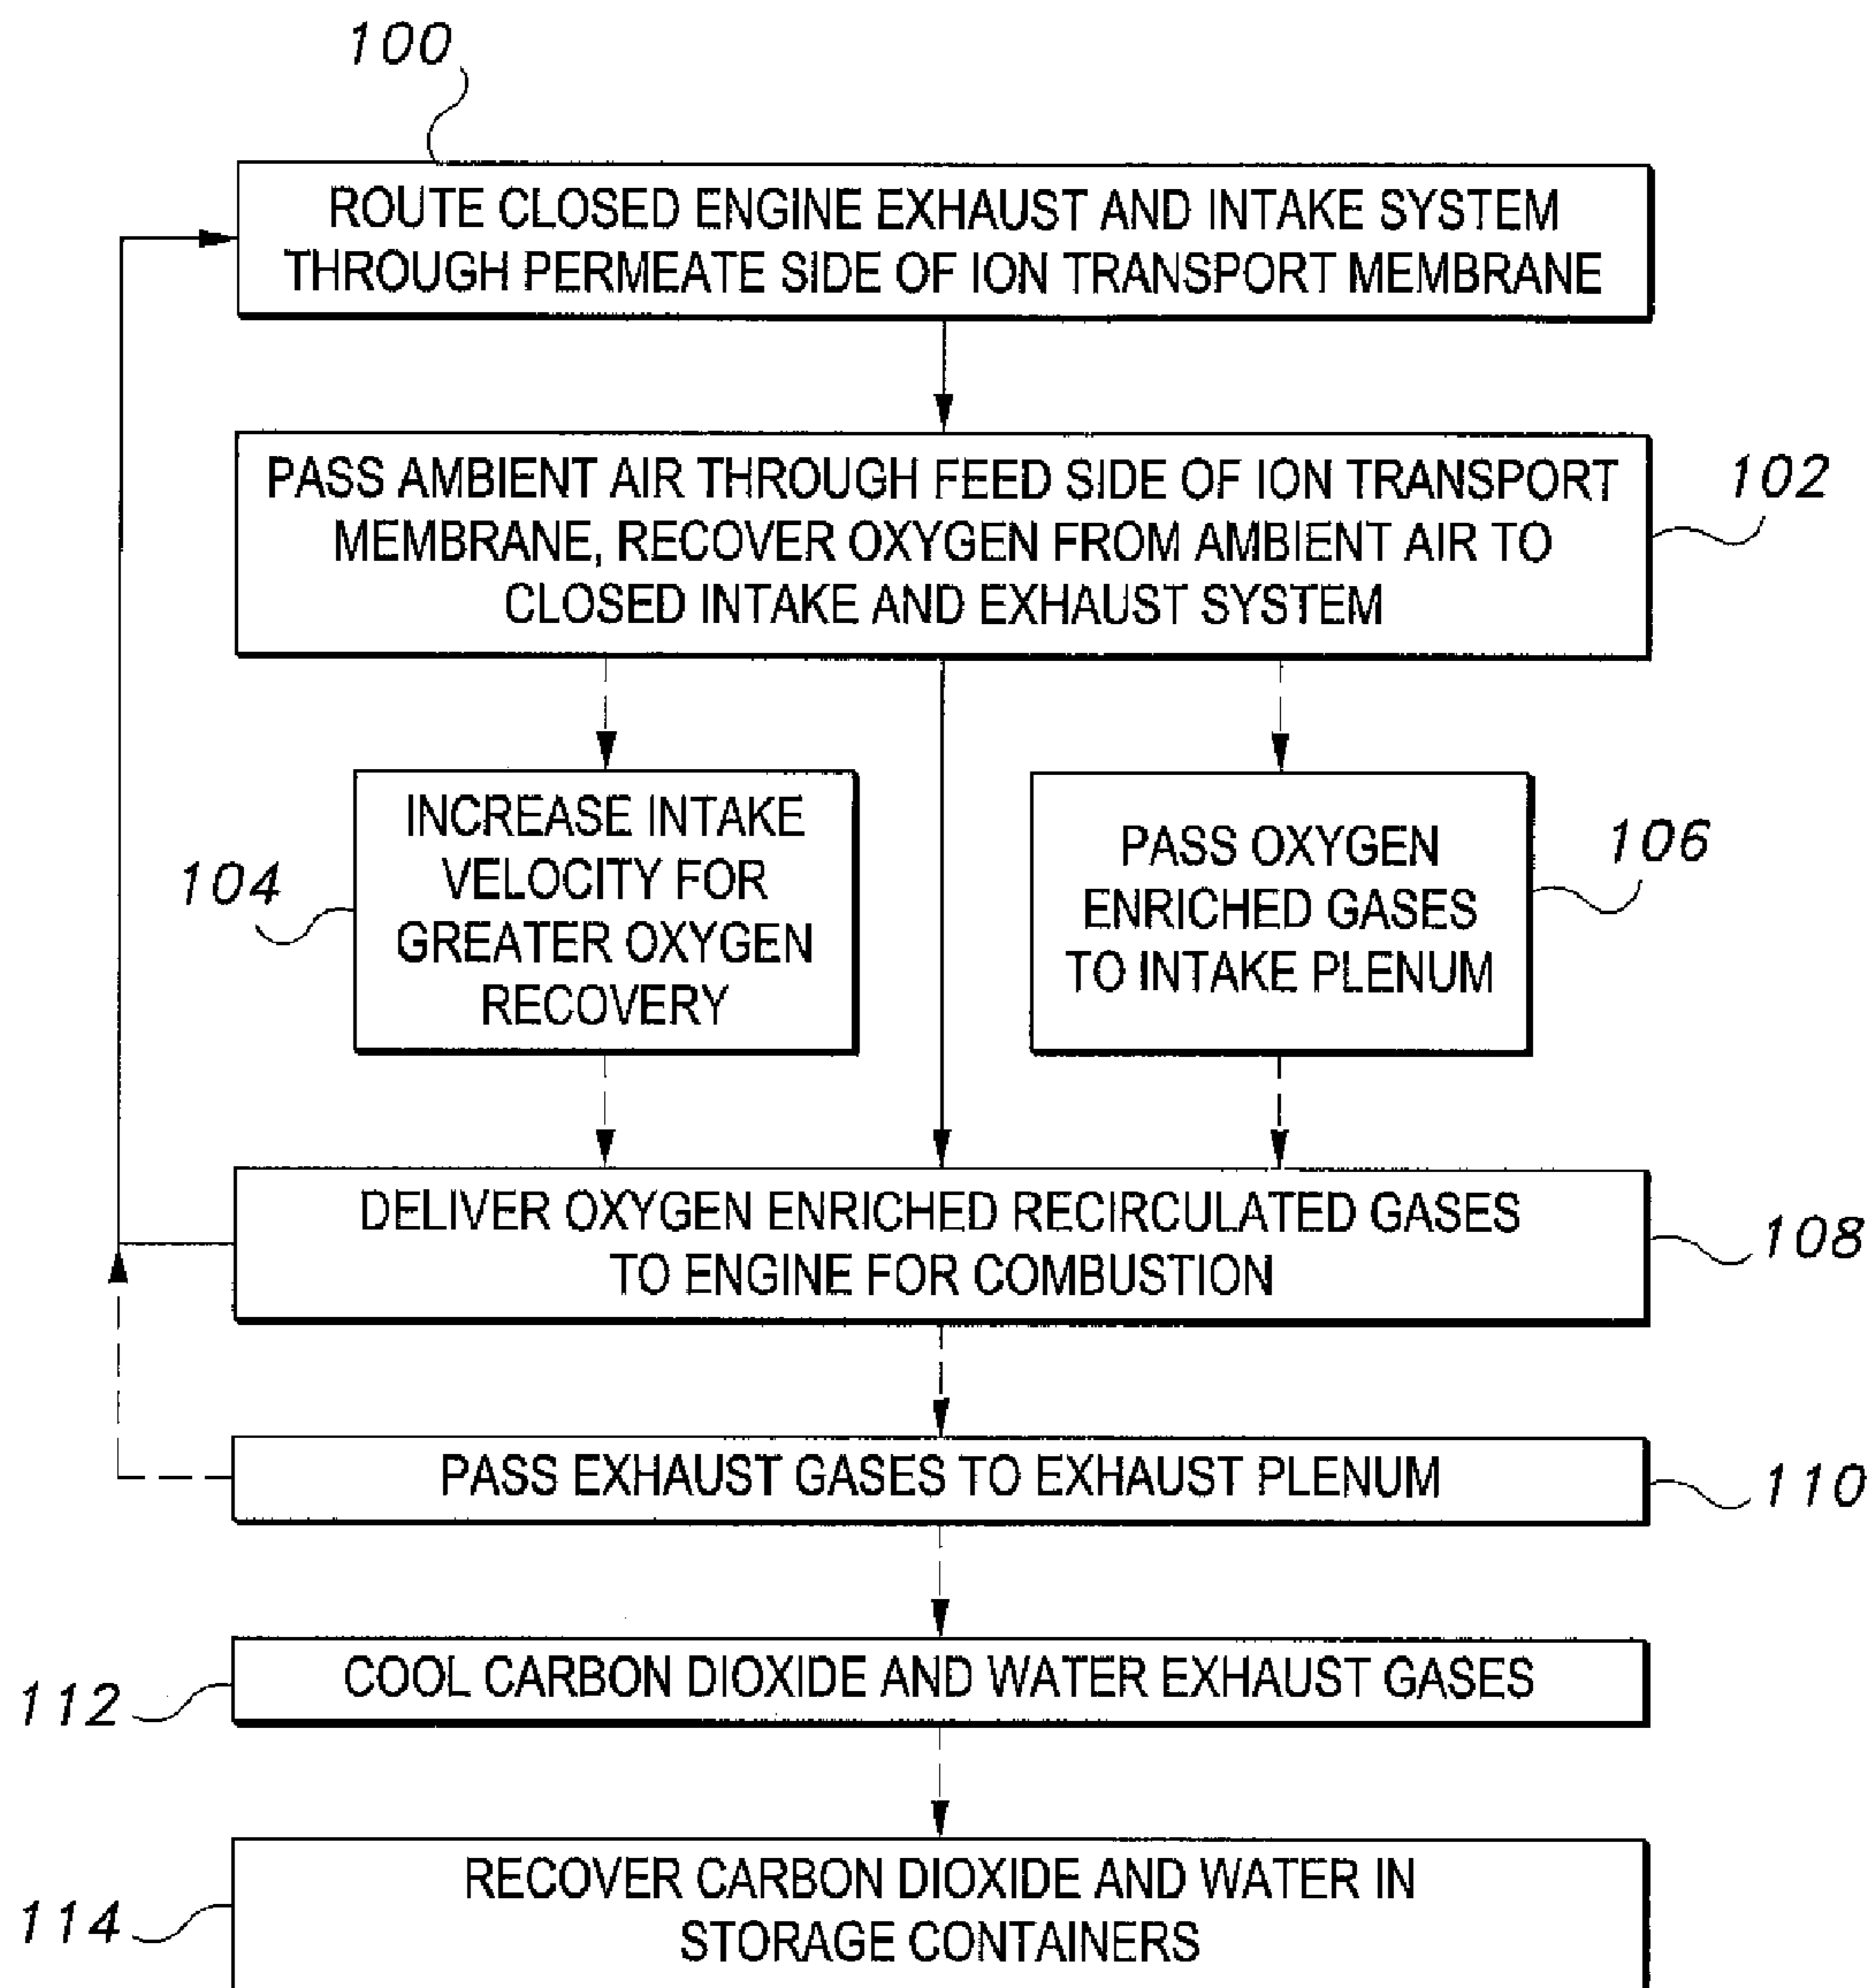 100
ROUTE CLOSED ENGINE EXHAUST AND INTAKE SYSTEM
THROUGH PERMEATE SIDE OF ION TRANSPORT MEMBRANE
PASS AMBIENT AIR THROUGH FEED SIDE OF ION TRANSPORT
MEMBRANE, RECOVER OXYGEN FROM AMBIENT AIR TO
CLOSED INTAKE AND EXHAUST SYSTEM
102
INCREASE INTAKE
VELOCITY FOR
GREATER OXYGEN
RECOVERY
104
PASS OXYGEN
ENRICHED GASES
TO INTAKE PLENUM
106
DELIVER OXYGEN ENRICHED RECIRCULATED GASES
TO ENGINE FOR COMBUSTION
108
PASS EXHAUST GASES TO EXHAUST PLENUM
110
COOL CARBON DIOXIDE AND WATER EXHAUST GASES
112
RECOVER CARBON DIOXIDE AND WATER IN
STORAGE CONTAINERS
114